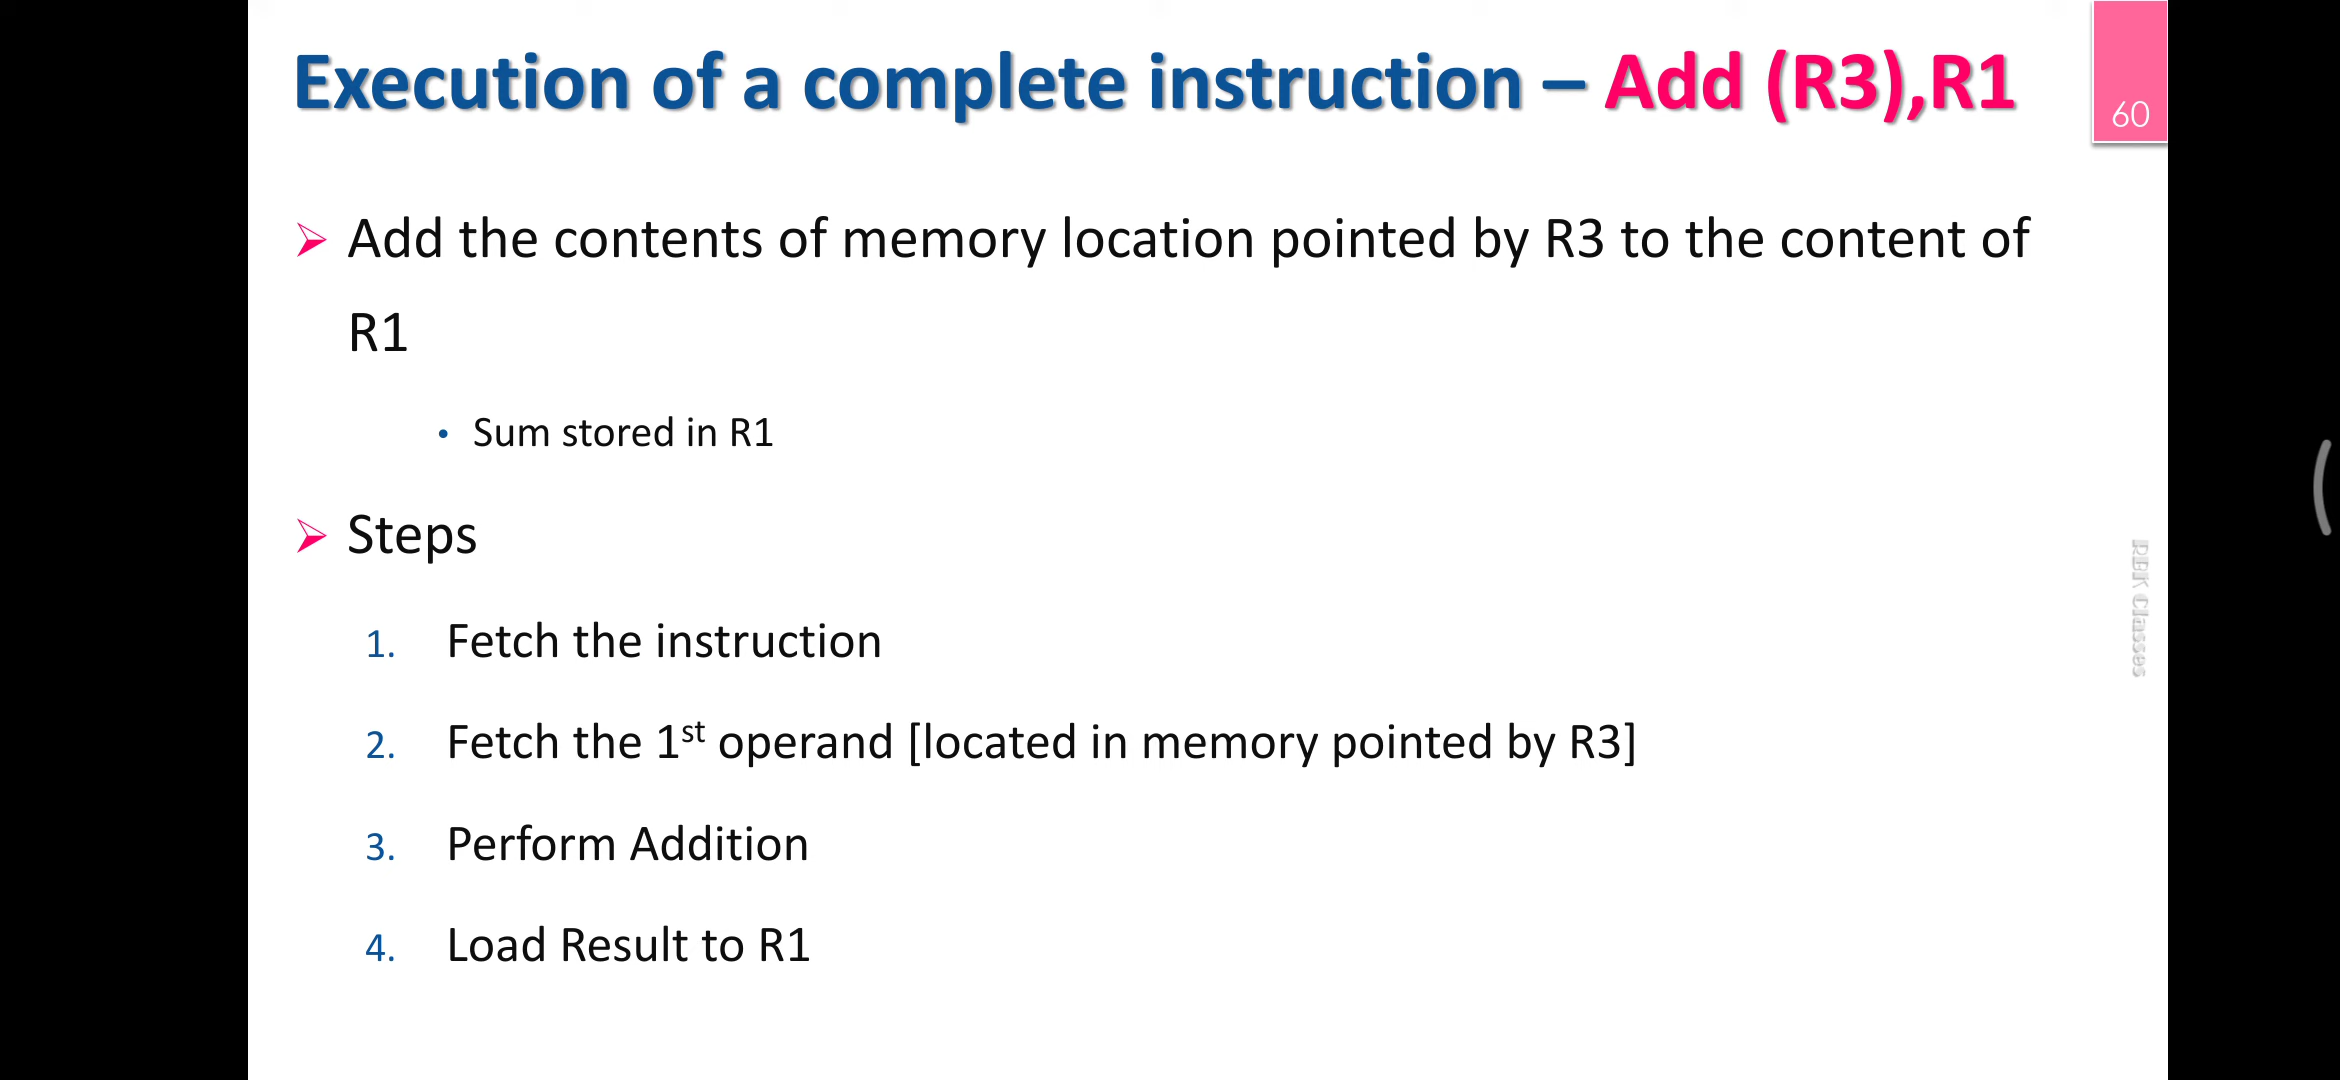 Execution of a complete instruction – Add (R3),R1
60
Add the contents of memory location pointed by R3 to the content of
R1
• Sum stored in R1
Steps
1. Fetch the instruction
2. Fetch the 1st operand [located in memory pointed by R3]
3. Perform Addition
4. Load Result to R1
Classes